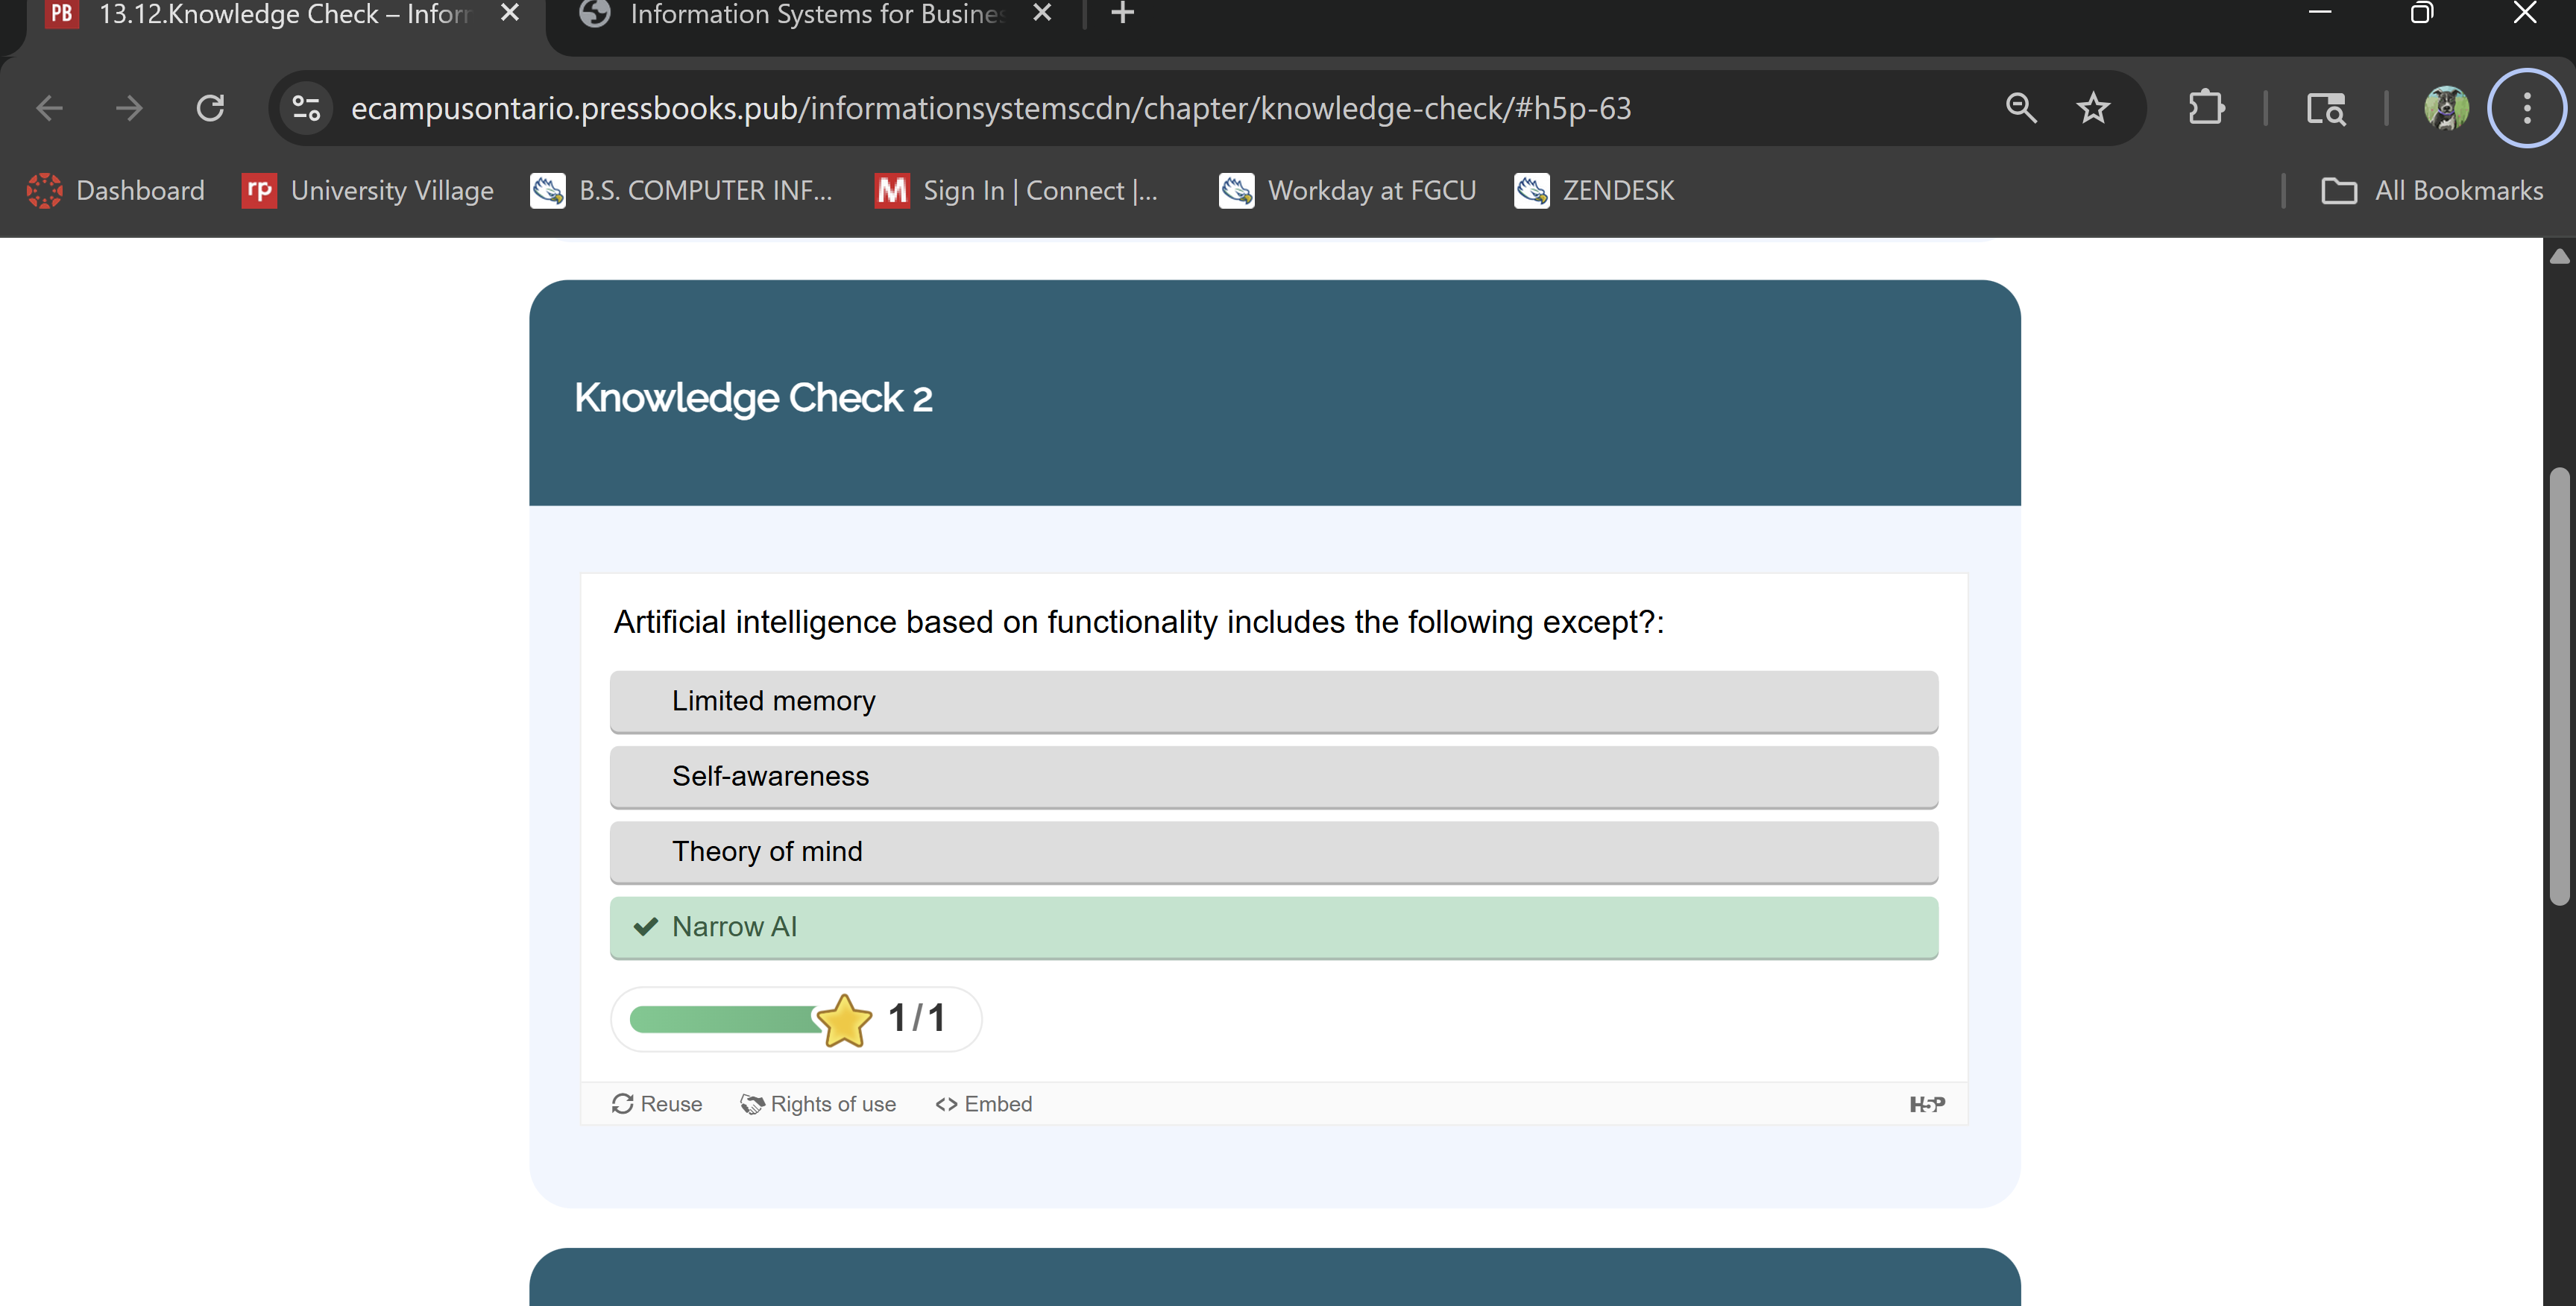 PB 13.12.Knowledge Check – Infor
Information Systems for Busine
ecampusontario.pressbooks.pub/informationsystemscdn/chapter/knowledge-check/#h5p-63
Dashboard
rp University Village
B.S. COMPUTER INF...
M Sign In | Connect |...
Workday at FGCU
ZENDESK
All Bookmarks
Knowledge Check 2
Artificial intelligence based on functionality includes the following except?:
Limited memory
Self-awareness
Theory of mind
Narrow AI
1/1
Reuse
Rights of use
<> Embed
H5P